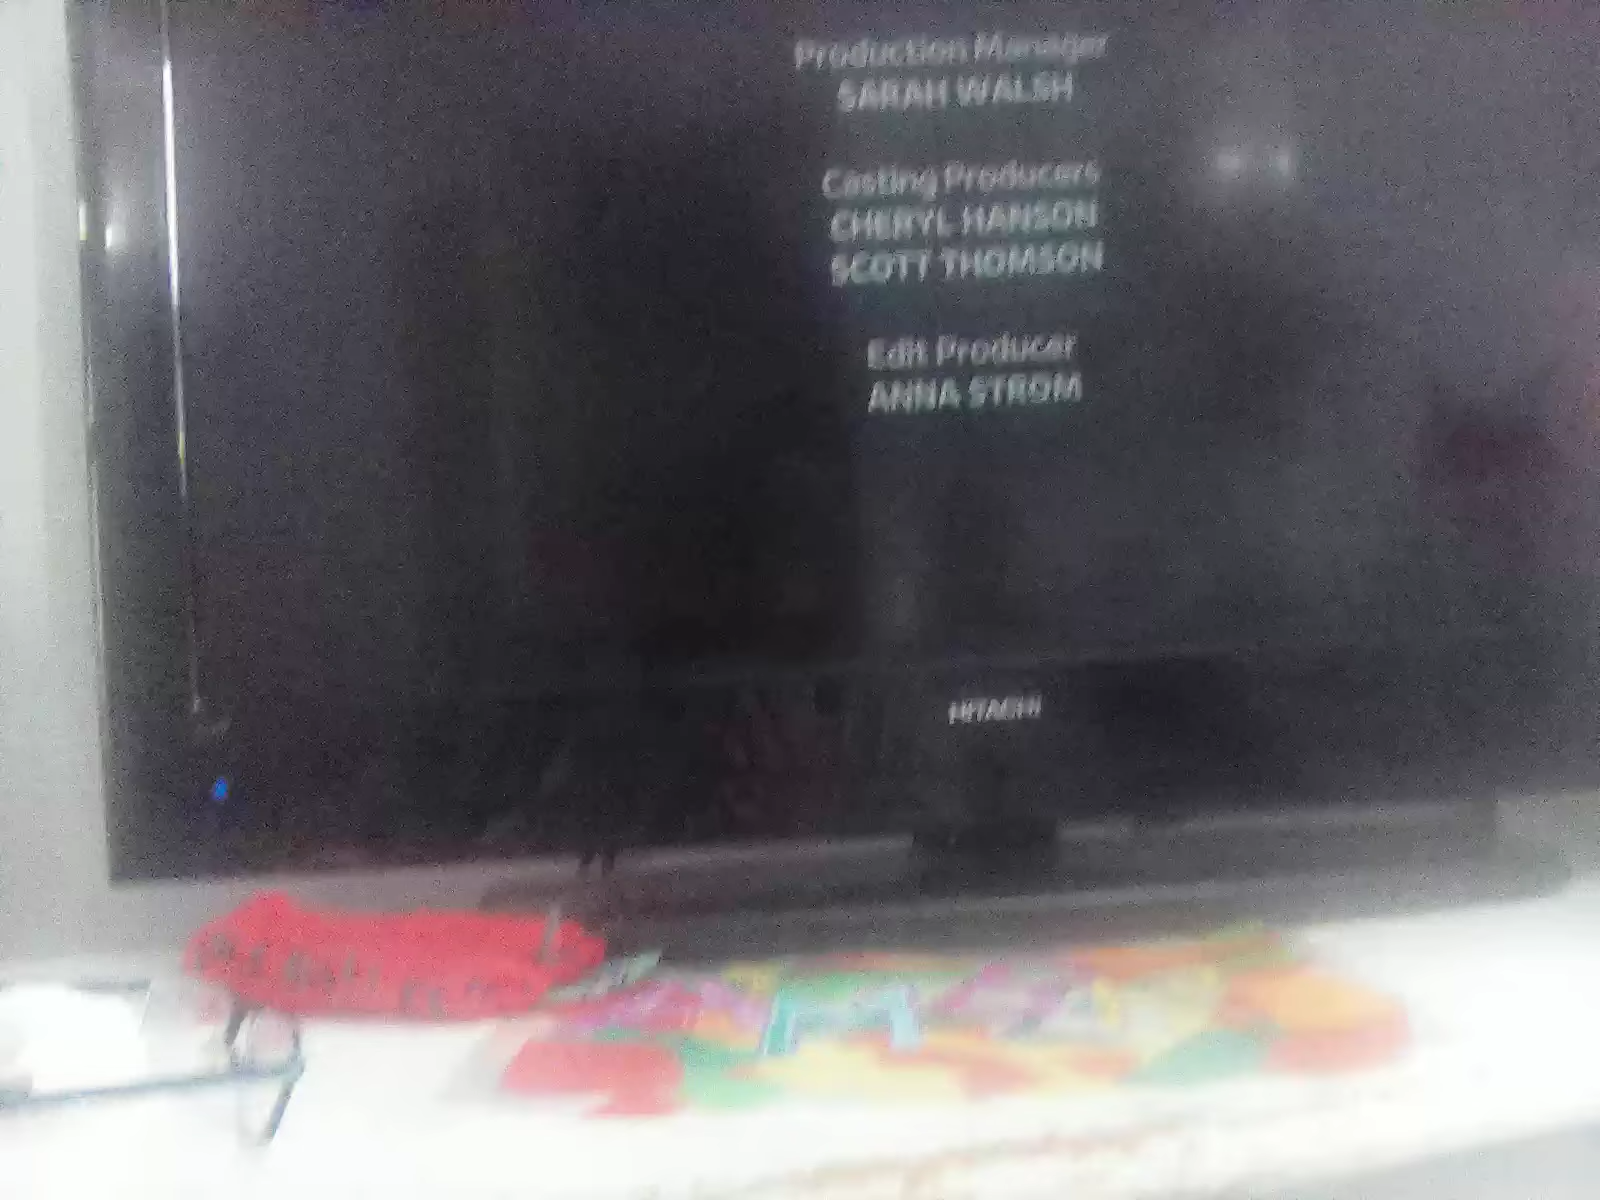 Production Manager
SARAH WALSH
Casting Producers
CHERYL HANSON
SCOTT THOMSON
Edit Producer
ANNA STROM
HITACHI